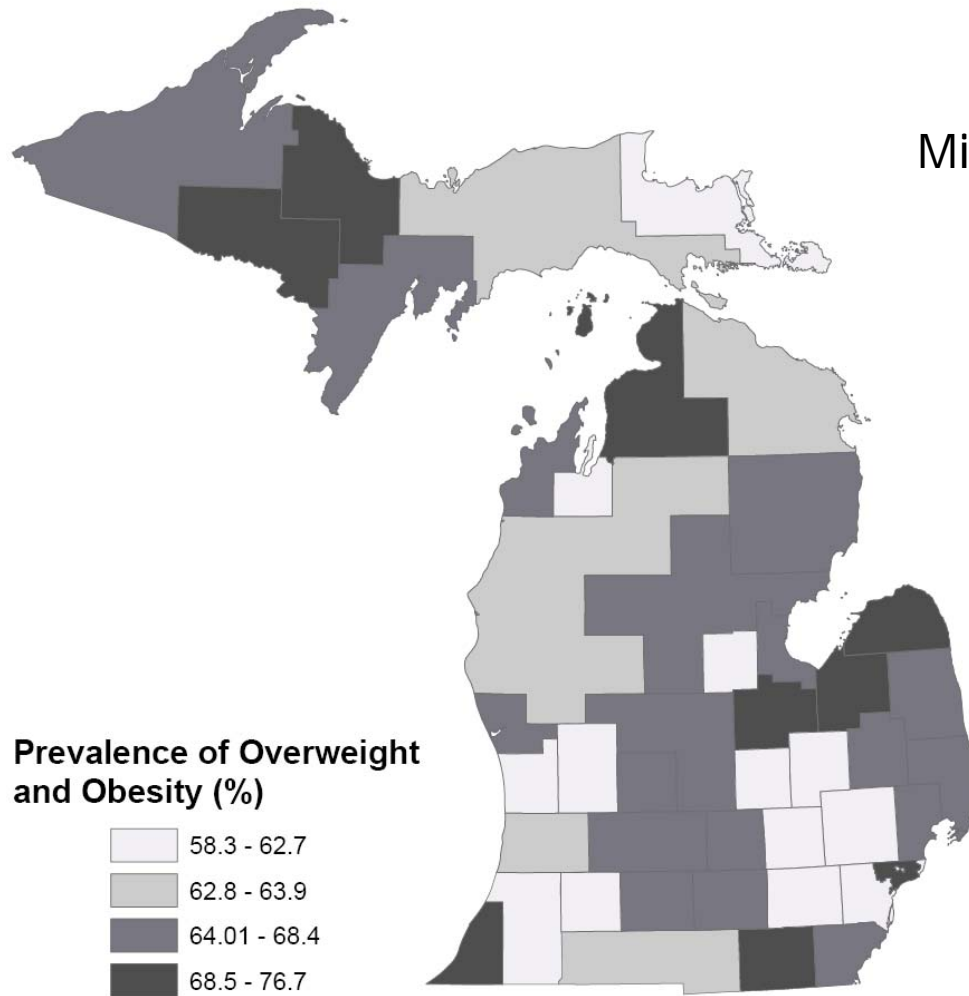 Mi
Prevalence of Overweight
and Obesity (%)
58.3 - 62.7
62.8 - 63.9
64.01 - 68.4
68.5 - 76.7